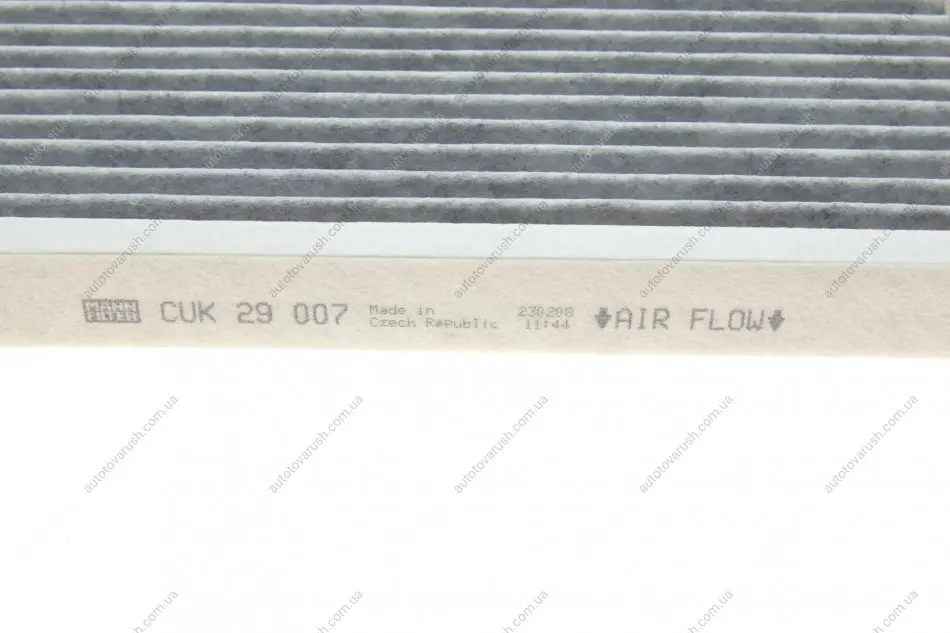 MANN
FILTER
CUK 29 007
Made in
Czech Republic
230208
11:44
AIR FLOW
autotovarush.com.ua